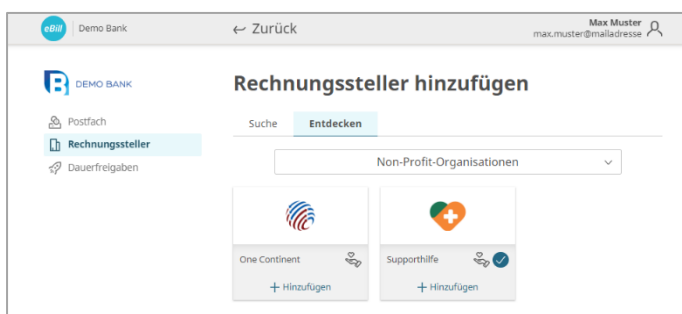 eBill
Demo Bank
← Zurück
Max Muster
max.muster@mailadresse
DEMO BANK
Rechnungssteller hinzufügen
Postfach
Rechnungssteller
Dauerfreigaben
Suche
Entdecken
Non-Profit-Organisationen
One Continent
Supporthilfe
+ Hinzufügen
+ Hinzufügen